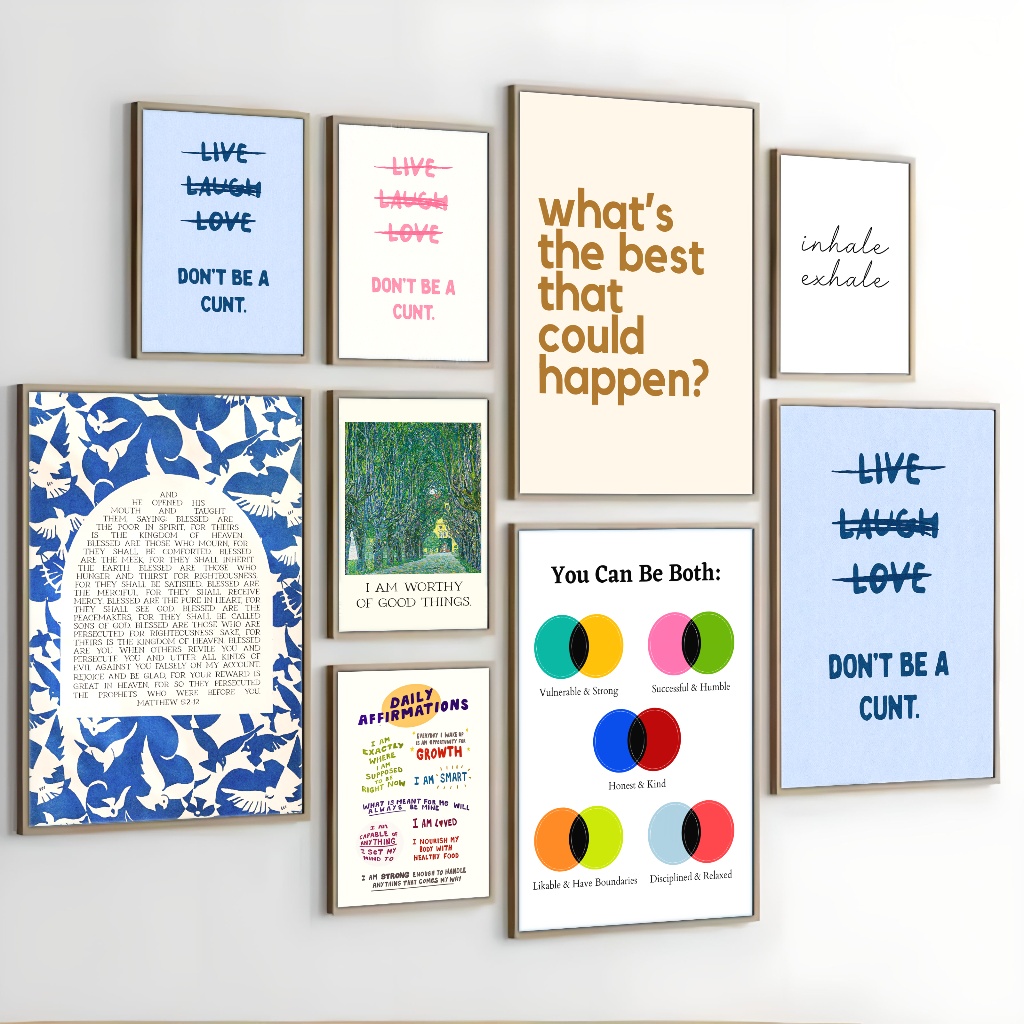 LIVE
LAUGH
LOVE
DON'T BE A
CUNT.
LIVE
LAUGH
LOVE
DON'T BE A
CUNT.
what's
the best
that
could
happen?
inhale
exhale
AND
HE OPENED HIS
MOUTH AND TAUGHT
THEM, SAYING: BLESSED ARE
THE POOR IN SPIRIT, FOR THEIRS
IS THE KINGDOM OF HEAVEN.
BLESSED ARE THOSE WHO MOURN, FOR
THEY SHALL BE COMFORTED. BLESSED
ARE THE MEEK, FOR THEY SHALL INHERIT
THE EARTH. BLESSED ARE THOSE WHO
HUNGER AND THIRST FOR RIGHTEOUSNESS,
FOR THEY SHALL BE SATISFIED. BLESSED ARE
THE MERCIFUL, FOR THEY SHALL RECEIVE
MERCY. BLESSED ARE THE PURE IN HEART, FOR
THEY SHALL SEE GOD. BLESSED ARE THE
PEACEMAKERS, FOR THEY SHALL BE CALLED
SONS OF GOD. BLESSED ARE THOSE WHO ARE
PERSECUTED FOR RIGHTEOUSNESS SAKE, FOR
THEIRS IS THE KINGDOM OF HEAVEN. BLESSED
ARE YOU WHEN OTHERS REVILE YOU AND
PERSECUTE YOU AND UTTER ALL KINDS OF
EVIL AGAINST YOU FALSELY ON MY ACCOUNT.
REJOICE AND BE GLAD, FOR YOUR REWARD IS
GREAT IN HEAVEN, FOR SO THEY PERSECUTED
THE PROPHETS WHO WERE BEFORE YOU.
MATTHEW 5:2-12
I AM WORTHY
OF GOOD THINGS.
DAILY
AFFIRMATIONS
I AM
EXACTLY
WHERE
I AM
SUPPOSED
TO BE
RIGHT NOW
EVERYDAY I WAKE UP
IS AN OPPORTUNITY FOR
GROWTH
I AM SMART
WHAT IS MEANT FOR ME WILL
ALWAYS BE MINE
I AM
CAPABLE OF
ANYTHING
I SET MY
MIND TO
I AM LOVED
I NOURISH MY
BODY WITH
HEALTHY FOOD
I AM STRONG ENOUGH TO HANDLE
ANYTHING THAT COMES MY WAY
You Can Be Both:
Vulnerable & Strong
Successful & Humble
Honest & Kind
Likable & Have Boundaries
Disciplined & Relaxed
LIVE
LAUGH
LOVE
DON'T BE A
CUNT.